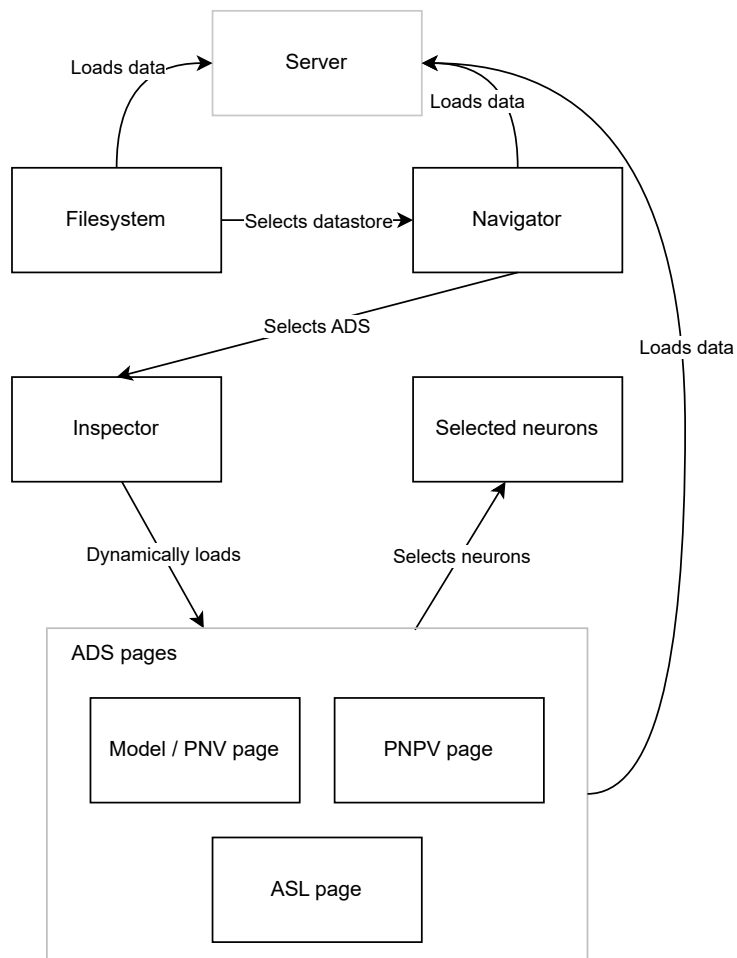 Server
Loads data
Loads data
Filesystem
Selects datastore
Navigator
Selects ADS
Loads data
Inspector
Selected neurons
Dynamically loads
Selects neurons
ADS pages
Model / PNV page
PNPV page
ASL page